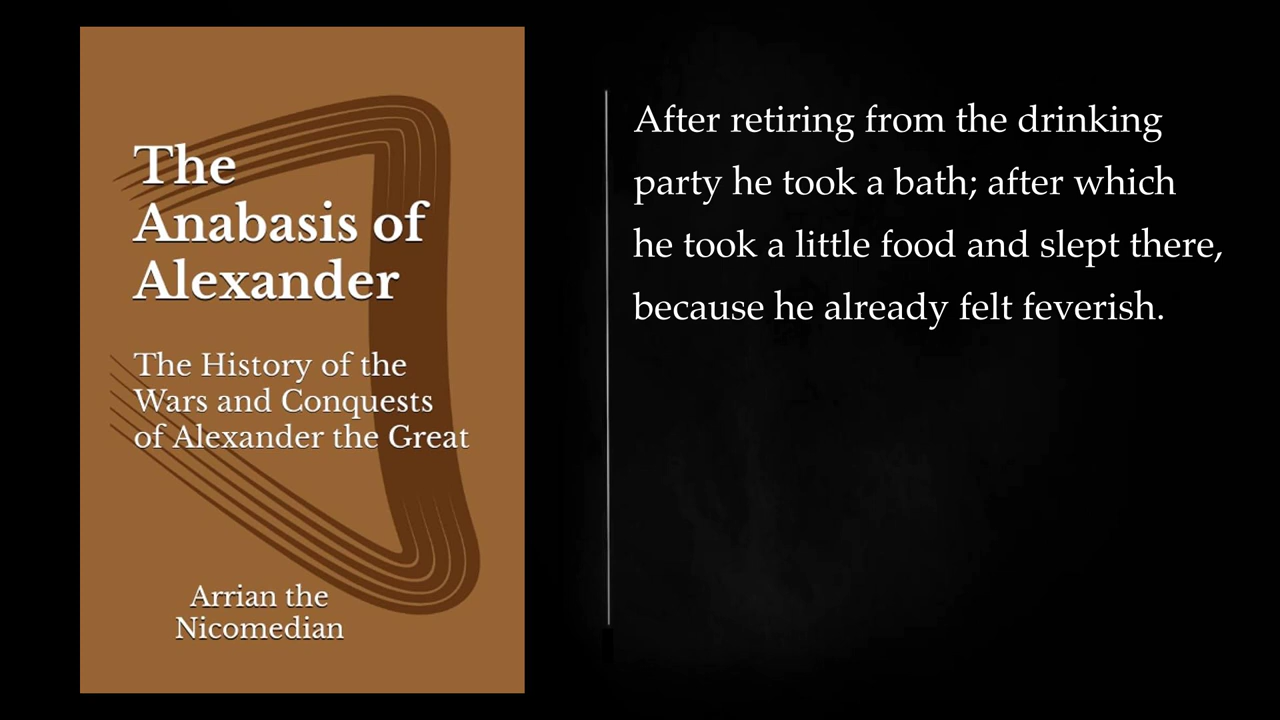 The
Anabasis of
Alexander
The History of the
Wars and Conquests
of Alexander the Great
Arrian the
Nicomedian
After retiring from the drinking
party he took a bath; after which
he took a little food and slept there,
because he already felt feverish.